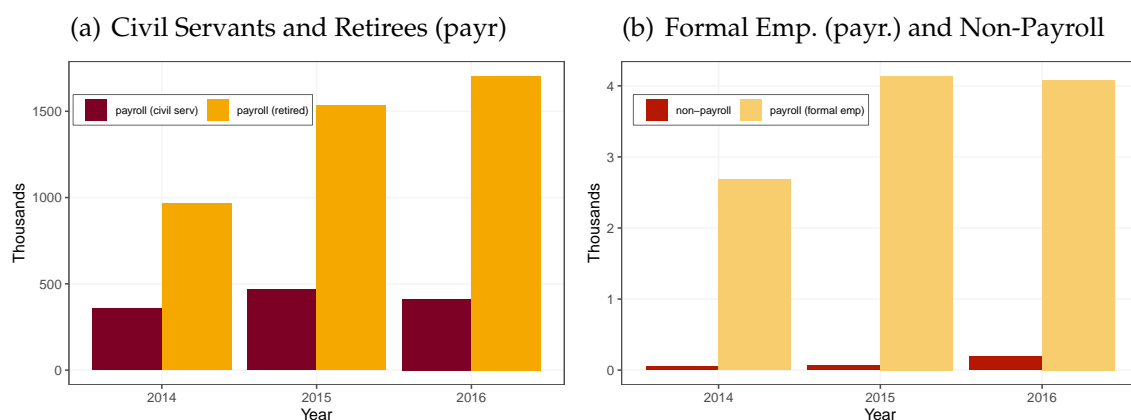 (a) Civil Servants and Retirees (payr)
1500
1000
500
0
Thousands
payroll (civil serv)
payroll (retired)
2014
2015
2016
Year
(b) Formal Emp. (payr.) and Non-Payroll
4
3
2
1
0
Thousands
non−payroll
payroll (formal emp)
2014
2015
2016
Year